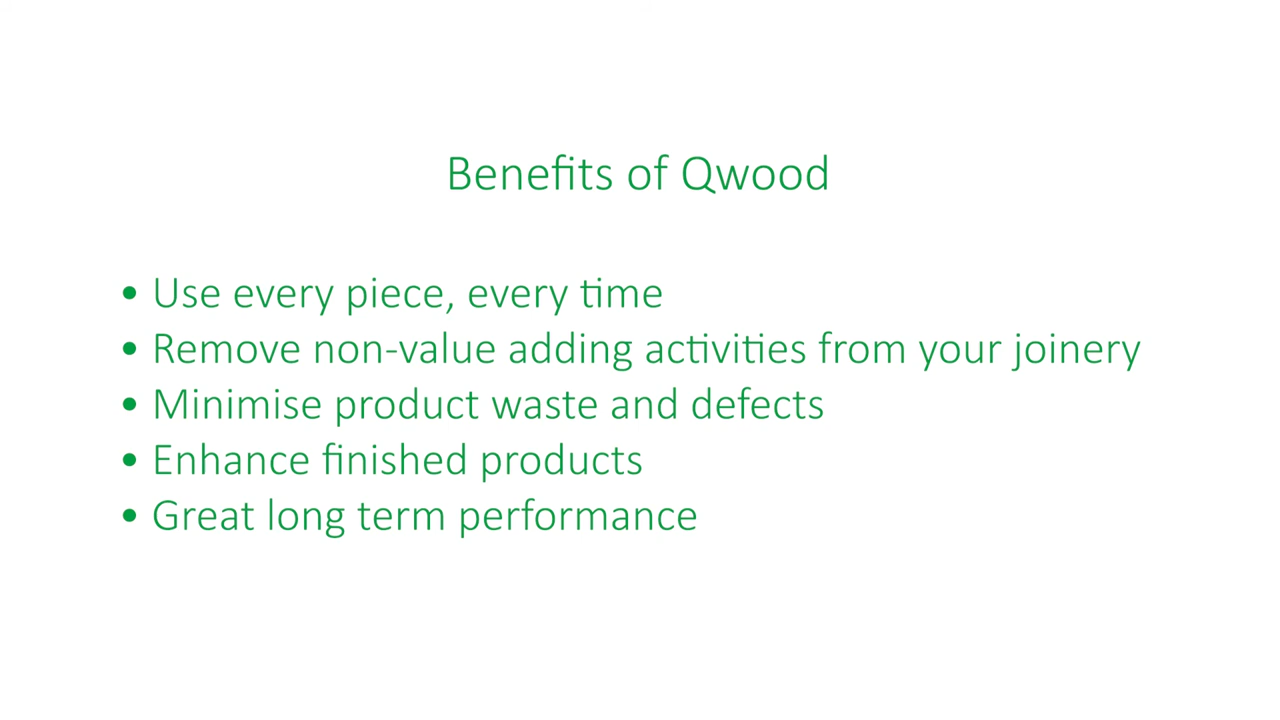 Benefits of Qwood
• Use every piece, every time
• Remove non-value adding activities from your joinery
• Minimise product waste and defects
• Enhance finished products
• Great long term performance